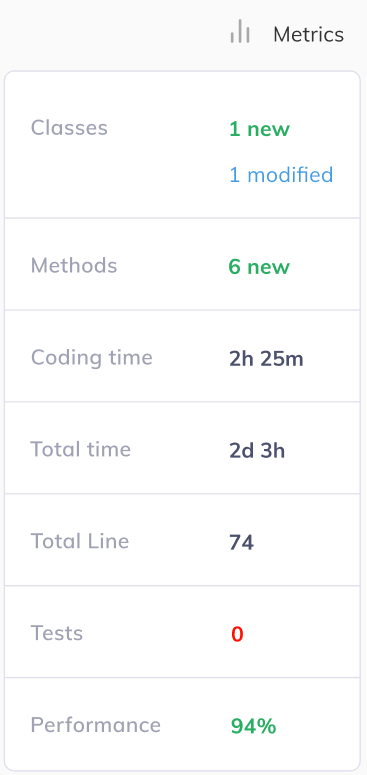 Metrics
Classes 1 new
1 modified
Methods 6 new
Coding time 2h 25m
Total time 2d 3h
Total Line 74
Tests 0
Performance 94%